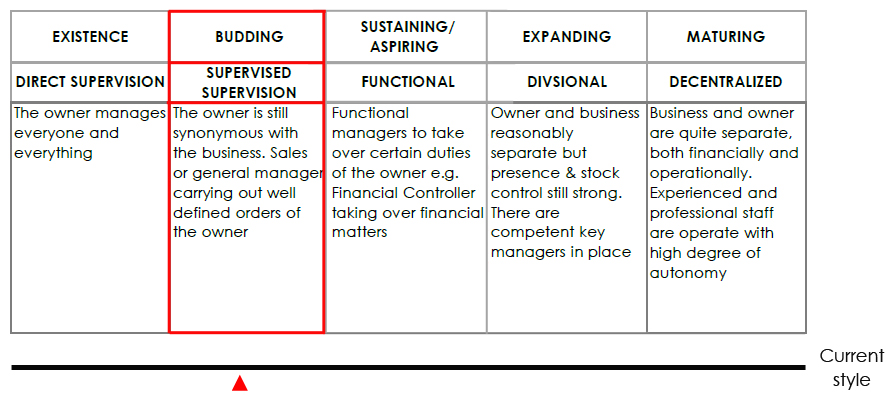 EXISTENCE
BUDDING
SUSTAINING/
ASPIRING
EXPANDING
MATURING
DIRECT SUPERVISION
SUPERVISED
SUPERVISION
FUNCTIONAL
DIVSIONAL
DECENTRALIZED
The owner manages
everyone and
everything
The owner is still
synonymous with
the business. Sales
or general manager
carrying out well
defined orders of
the owner
Functional
managers to take
over certain duties
of the owner e.g.
Financial Controller
taking over financial
matters
Owner and business
reasonably
separate but
presence & stock
control still strong.
There are
competent key
managers in place
Business and owner
are quite separate,
both financially and
operationally.
Experienced and
professional staff
are operate with
high degree of
autonomy
Current
style